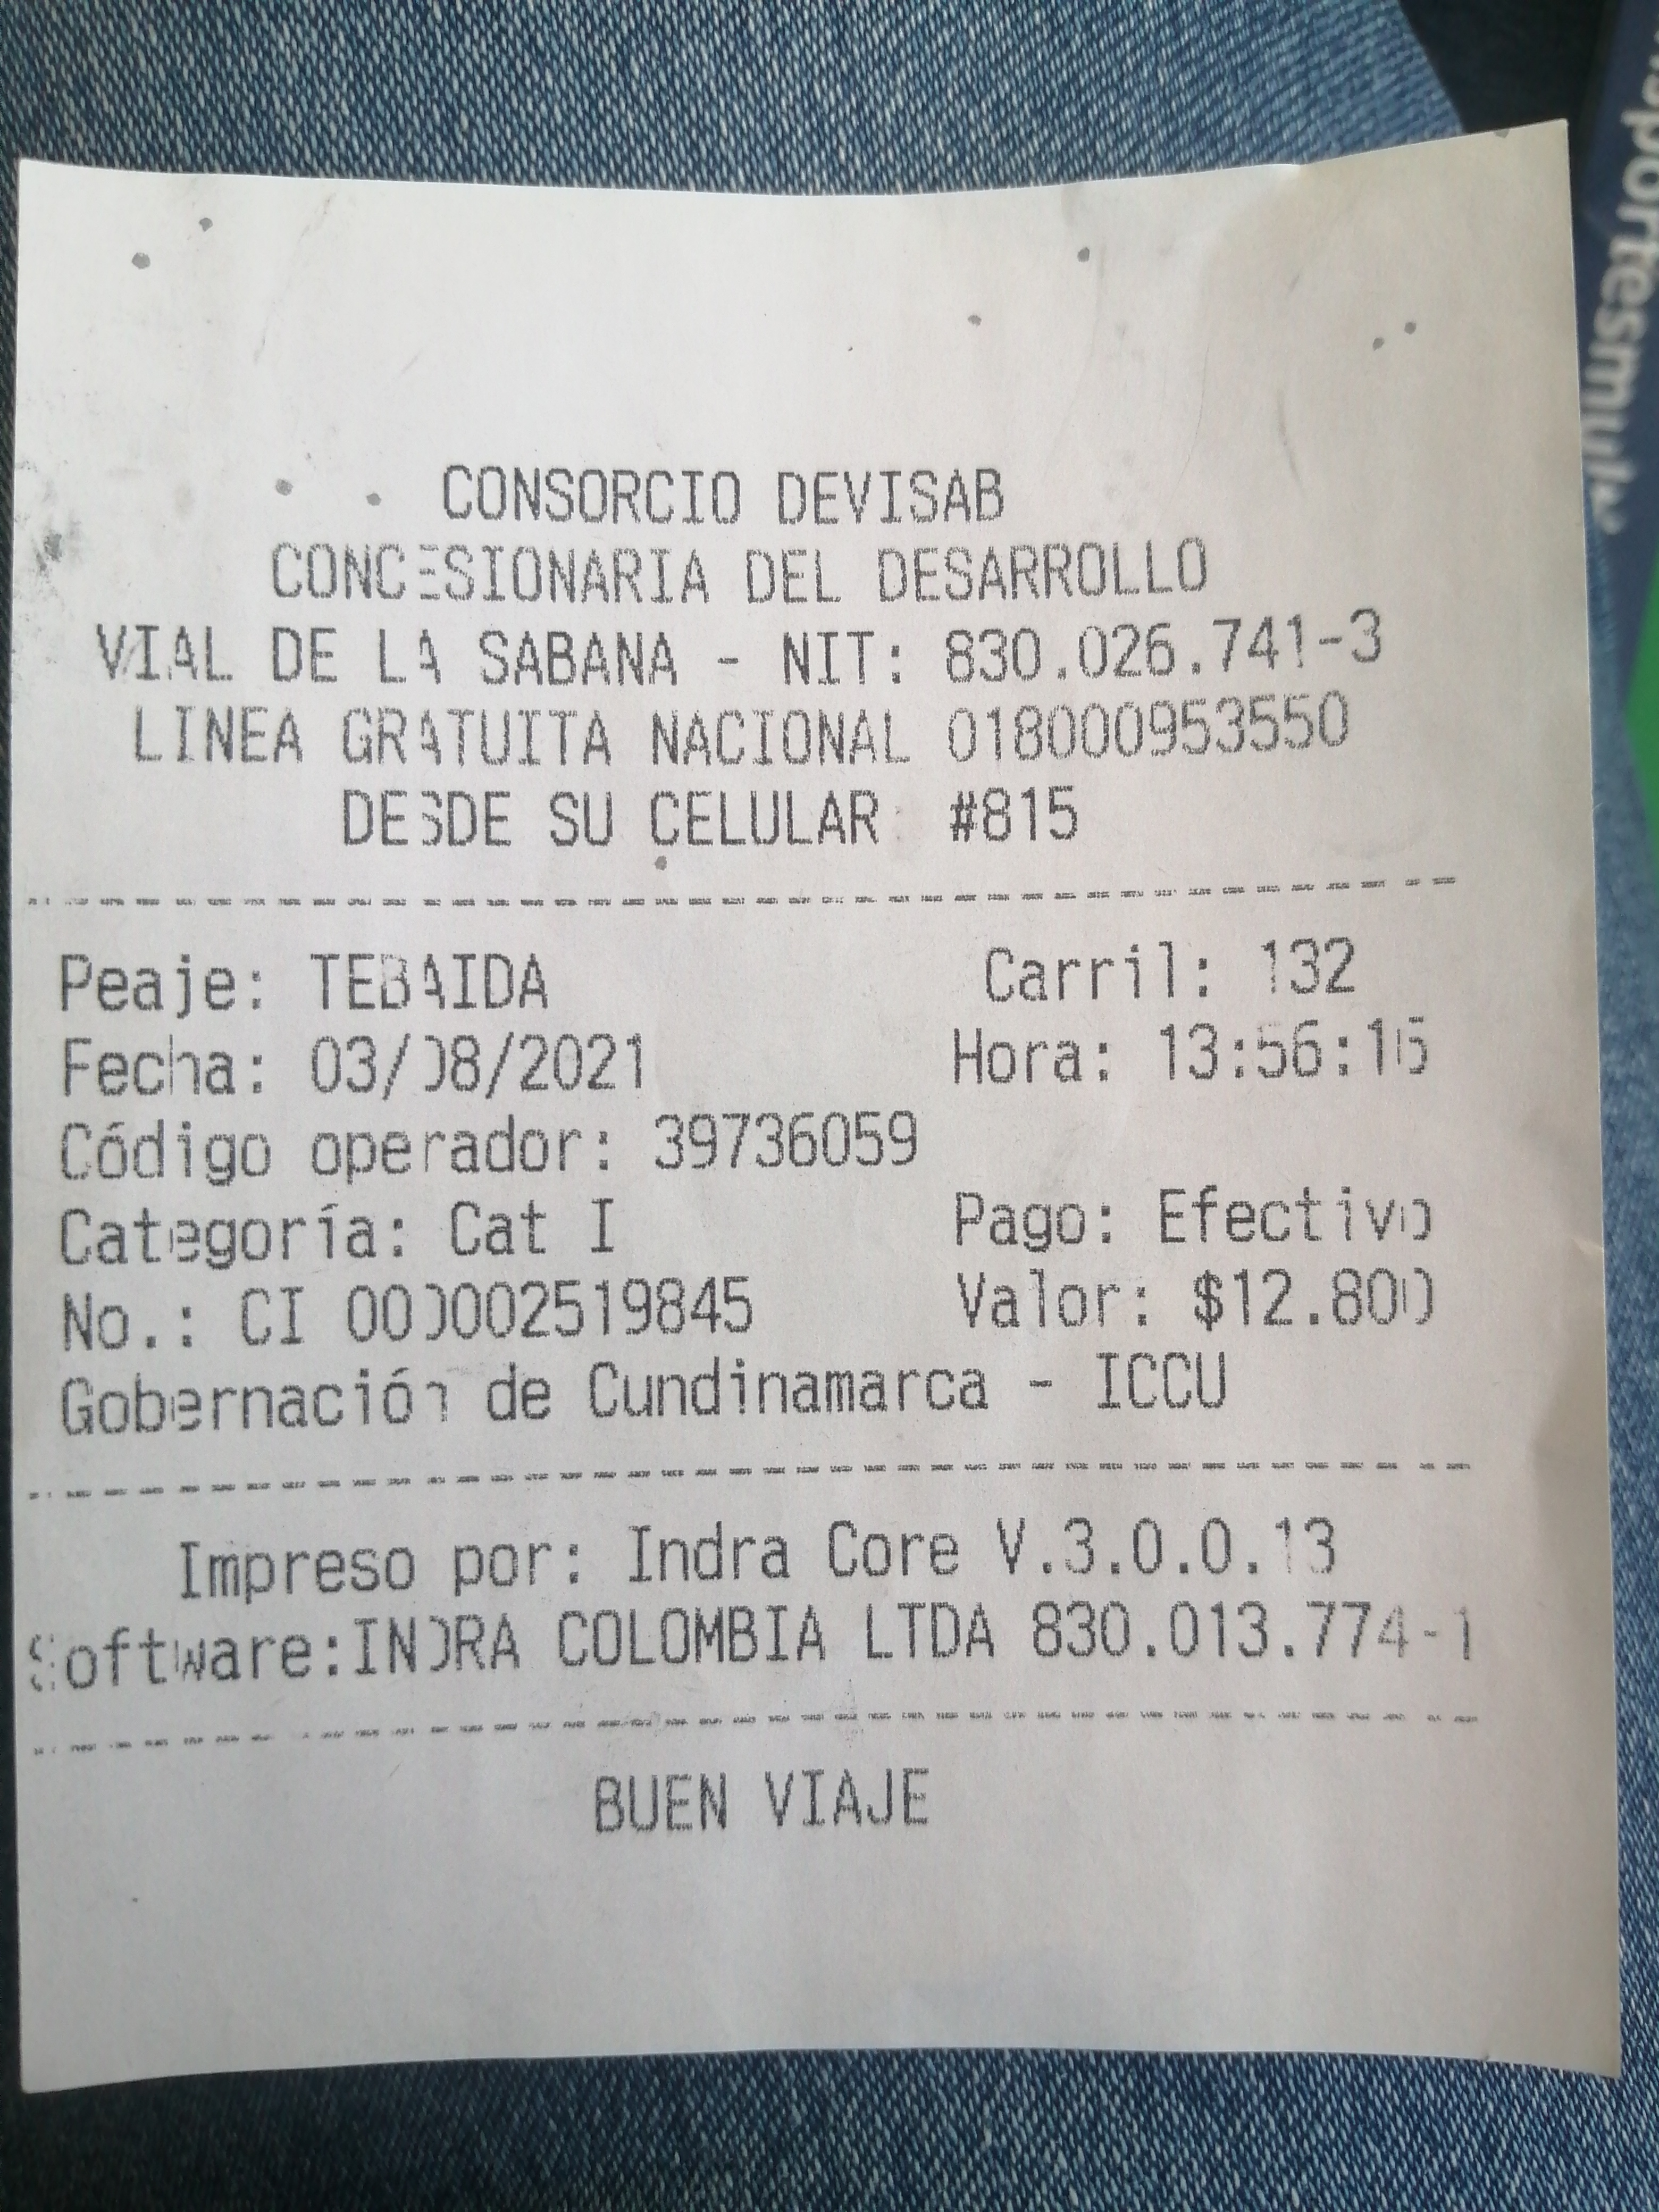 CONSORCIO DEVISAB
CONCESIONARIA DEL DESARROLLO
VIAL DE LA SABANA - NIT: 830.026.741-3
LINEA GRATUITA NACIONAL 018000953550
DESDE SU CELULAR: #815
Peaje: TEBAIDA Carril: 132
Fecha: 03/08/2021 Hora: 13:56:16
Código operador: 39736059
Categoría: Cat I Pago: Efectivo
No.: CI 000002519845 Valor: $12.800
Gobernación de Cundinamarca - ICCU
Impreso por: Indra Core V.3.0.0.13
Software:INDRA COLOMBIA LTDA 830.013.774-1
BUEN VIAJE